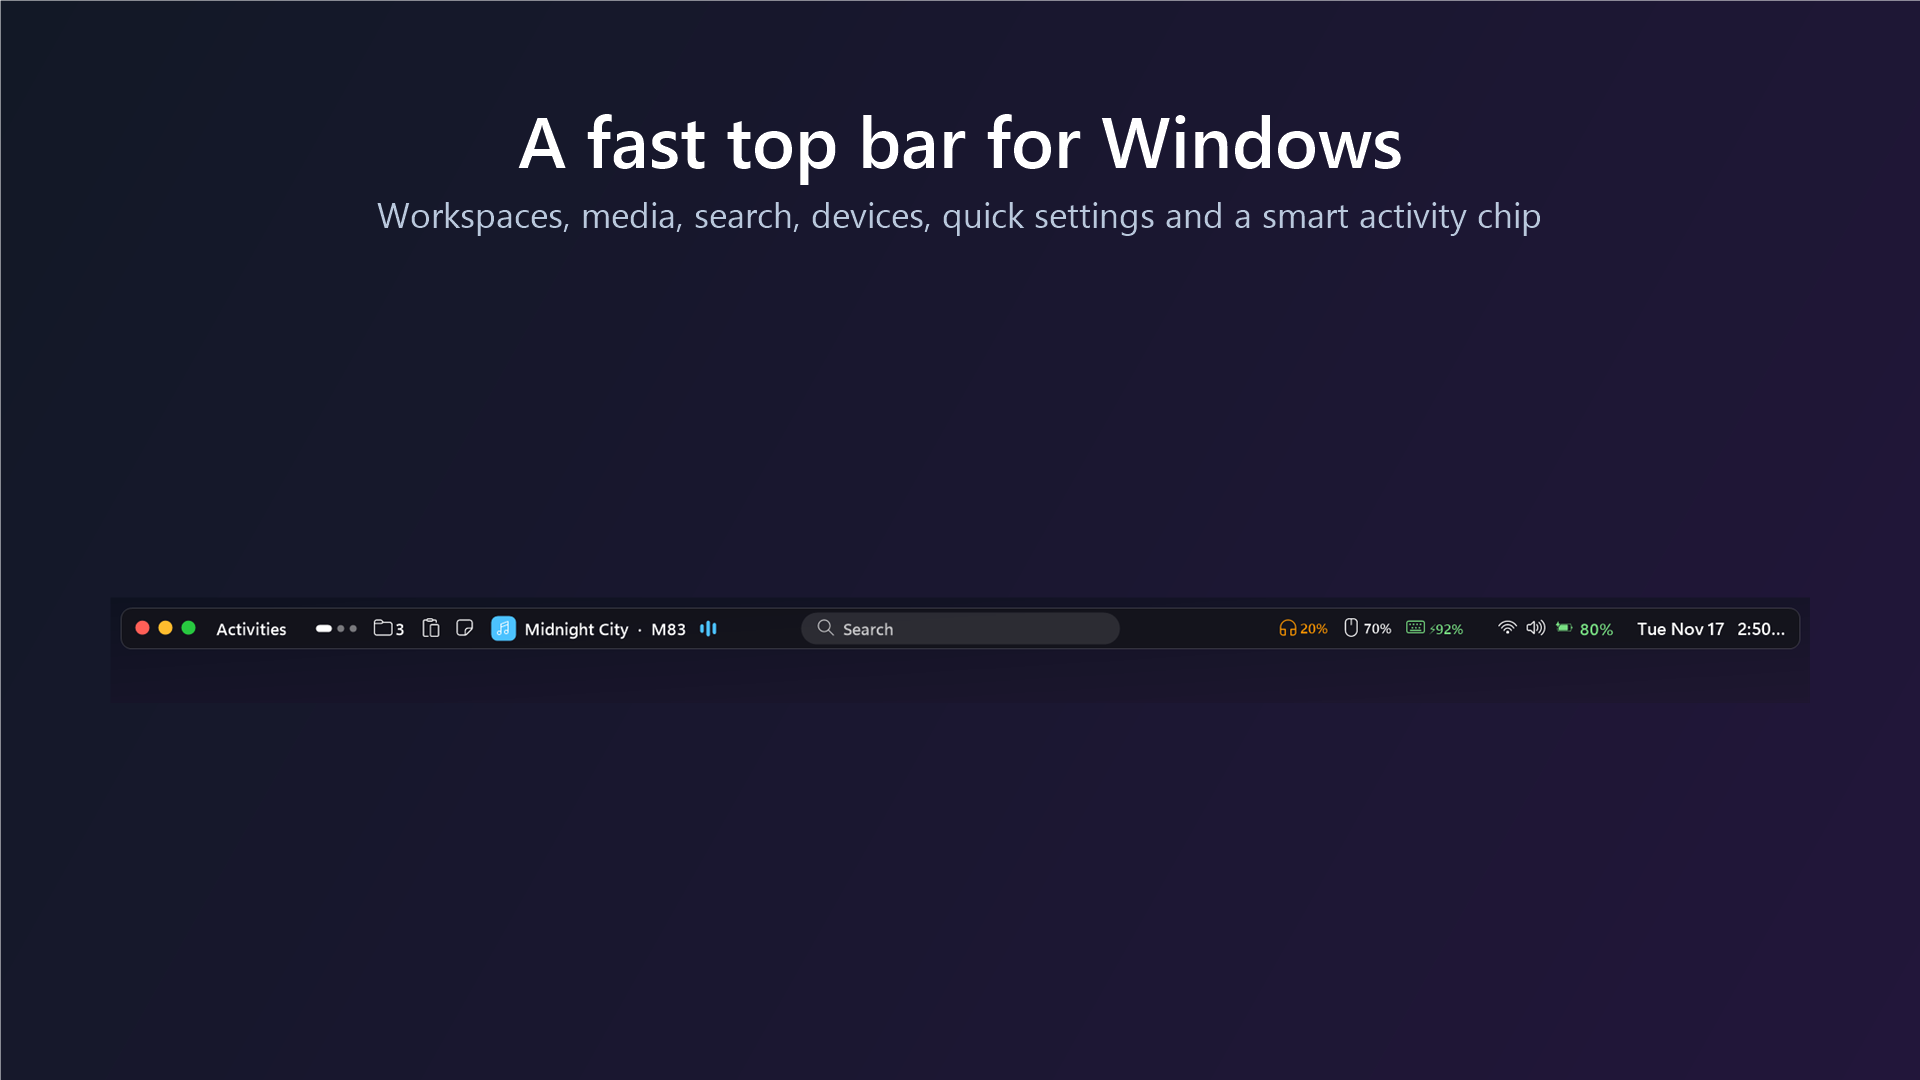 A fast top bar for Windows
Workspaces, media, search, devices, quick settings and a smart activity chip
Activities 3 Midnight City · M83 Search 20% 70% ⚡92% 80% Tue Nov 17 2:50...